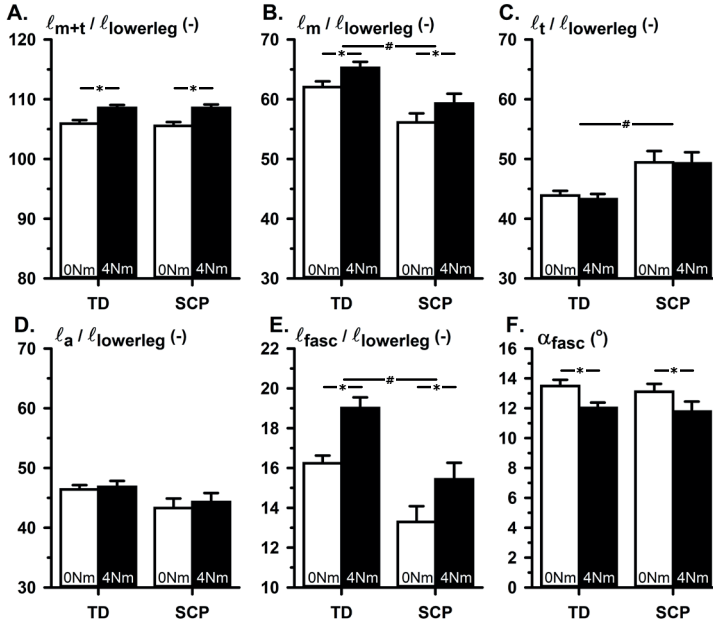 A. ℓm+t / ℓlowerleg (-)
120
110
100
90
80
* *
0Nm 4Nm 0Nm 4Nm
TD SCP
B. ℓm / ℓlowerleg (-)
70
60
50
40
30
#
* *
0Nm 4Nm 0Nm 4Nm
TD SCP
C. ℓt / ℓlowerleg (-)
70
60
50
40
30
#
0Nm 4Nm 0Nm 4Nm
TD SCP
D. ℓa / ℓlowerleg (-)
70
60
50
40
30
0Nm 4Nm 0Nm 4Nm
TD SCP
E. ℓfasc / ℓlowerleg (-)
22
20
18
16
14
12
10
#
* *
0Nm 4Nm 0Nm 4Nm
TD SCP
F. αfasc (o)
16
14
12
10
8
6
4
2
0
* *
0Nm 4Nm 0Nm 4Nm
TD SCP